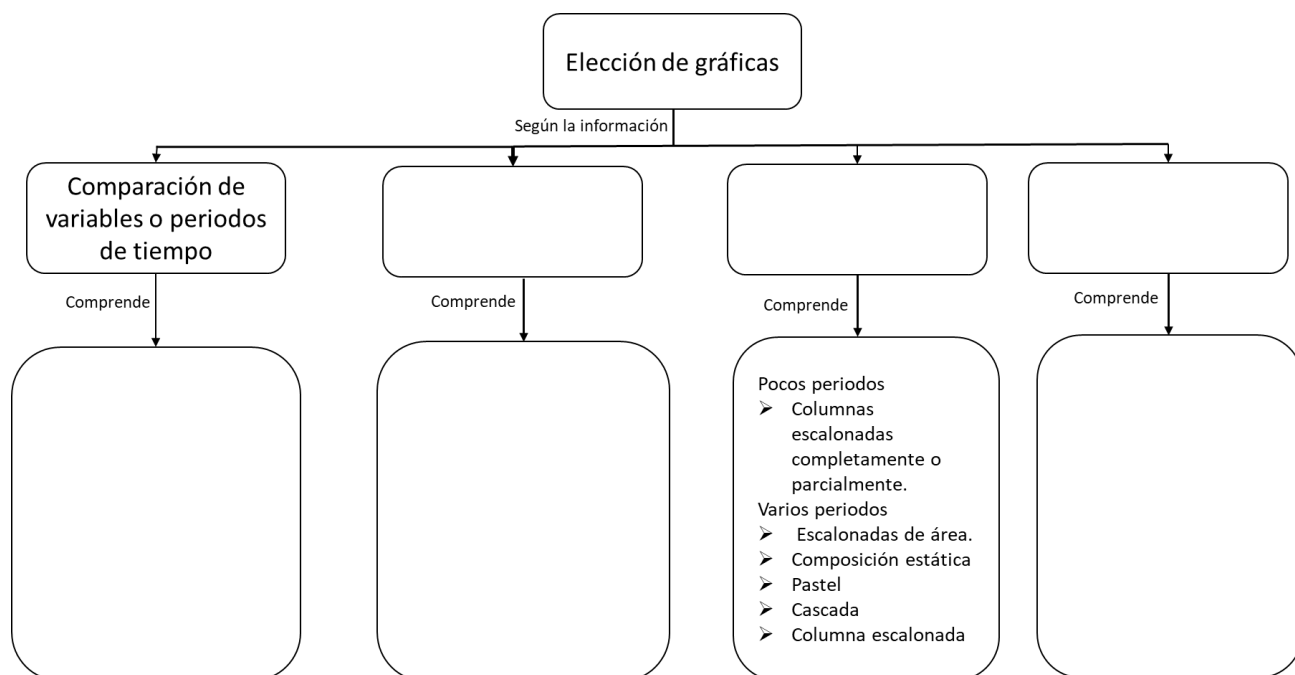 Elección de gráficas
Según la información
Comparación de
variables o periodos
de tiempo
Comprende
Comprende
Comprende
Comprende
Pocos periodos
➤ Columnas
escalonadas
completamente o
parcialmente.
Varios periodos
➤ Escalonadas de área.
➤ Composición estática
➤ Pastel
➤ Cascada
➤ Columna escalonada